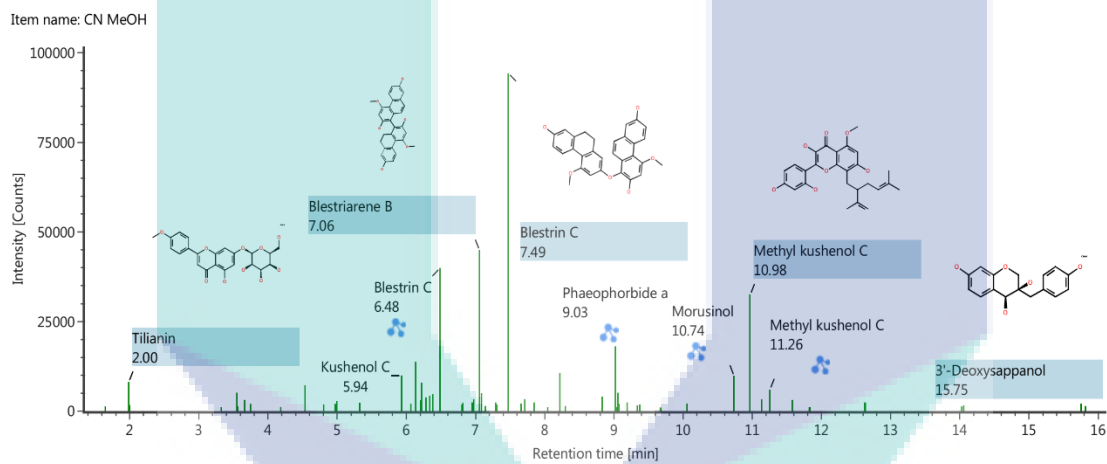 Item name: CN MeOH
100000
75000
50000
25000
0
Intensity [Counts]
Tilianin
2.00
Blestriarene B
7.06
Blestrin C
6.48
Kushenol C
5.94
Blestrin C
7.49
Phaeophorbide a
9.03
Morusinol
10.74
Methyl kushenol C
10.98
Methyl kushenol C
11.26
3'-Deoxysappanol
15.75
2 3 4 5 6 7 8 9 10 11 12 13 14 15 16
Retention time [min]